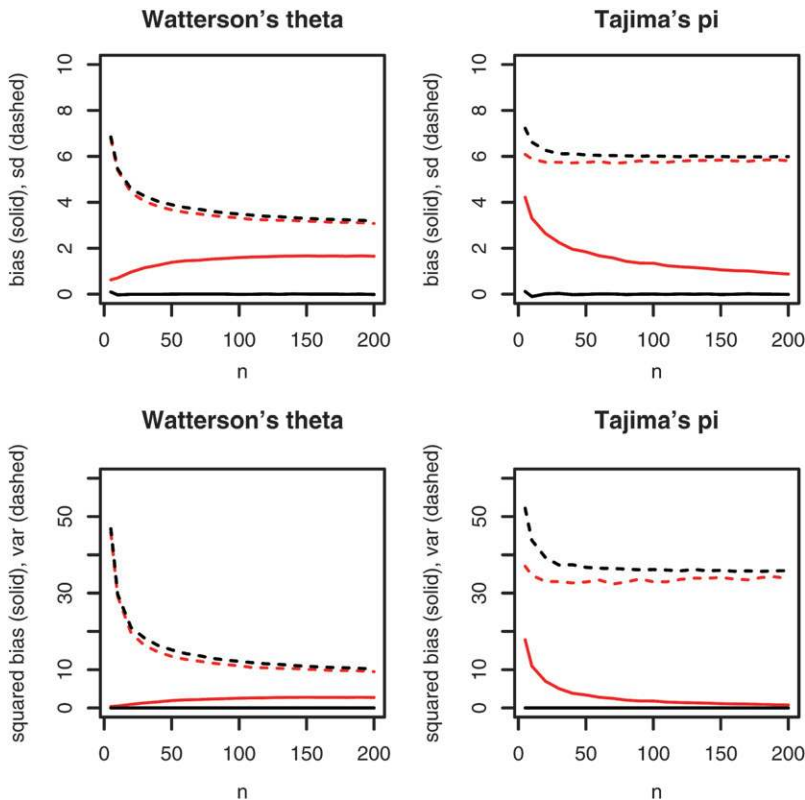 Watterson's theta
bias (solid), sd (dashed)
10
8
6
4
2
0
0 50 100 150 200
n
Tajima's pi
bias (solid), sd (dashed)
10
8
6
4
2
0
0 50 100 150 200
n
Watterson's theta
squared bias (solid), var (dashed)
50
30
10
0
0 50 100 150 200
n
Tajima's pi
squared bias (solid), var (dashed)
50
30
10
0
0 50 100 150 200
n